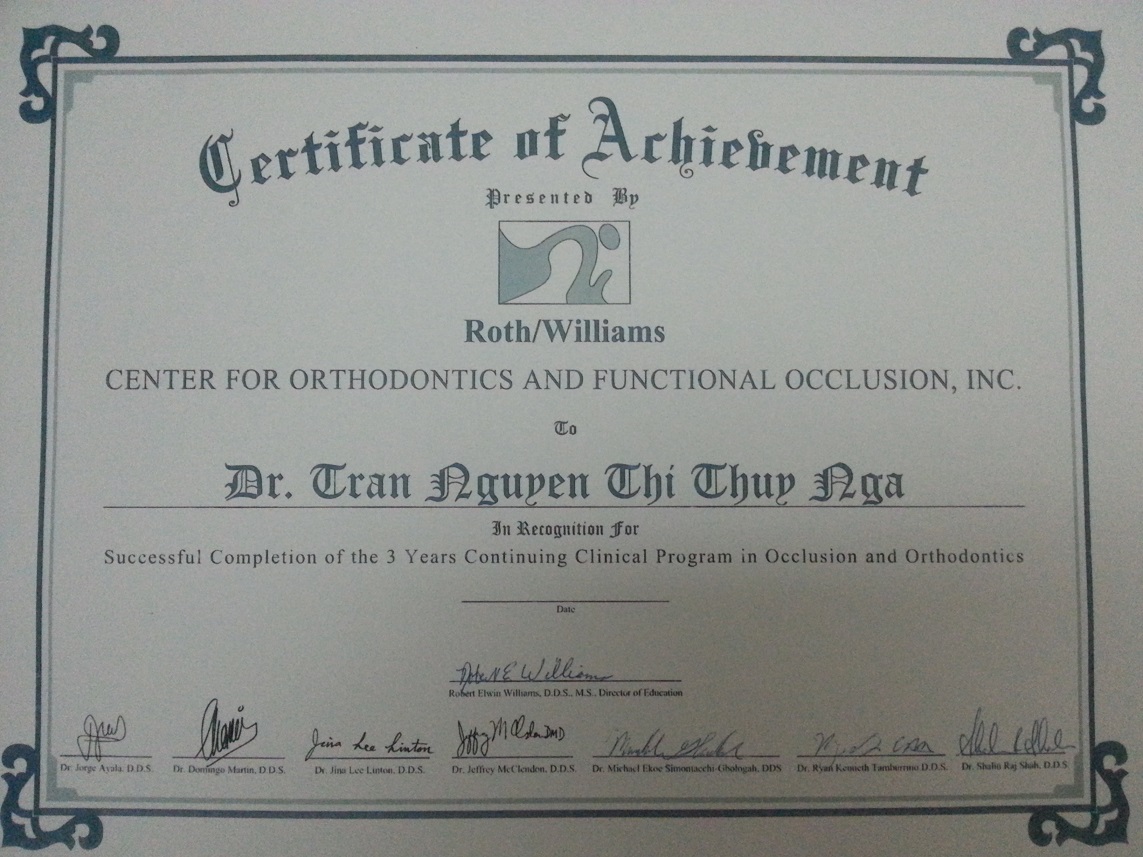 Certificate of Achievement
Presented By
Roth/Williams
CENTER FOR ORTHODONTICS AND FUNCTIONAL OCCLUSION, INC.
To
Dr. Tran Nguyen Thi Thuy Nga
In Recognition For
Successful Completion of the 3 Years Continuing Clinical Program in Occlusion and Orthodontics
Date
Robert E Williams
Robert Elwin Williams, D.D.S., M.S., Director of Education
Jina Lee Linton
Dr. Jorge Ayala, D.D.S. Dr. Domingo Martin, D.D.S. Dr. Jina Lee Linton, D.D.S. Dr. Jeffrey McClendon, D.M.D. Dr. Michael Ekoe Simomacchi-Gbologah, DDS Dr. Ryan Kenneth Tamburrino D.D.S. Dr. Shalin Raj Shah, D.D.S.